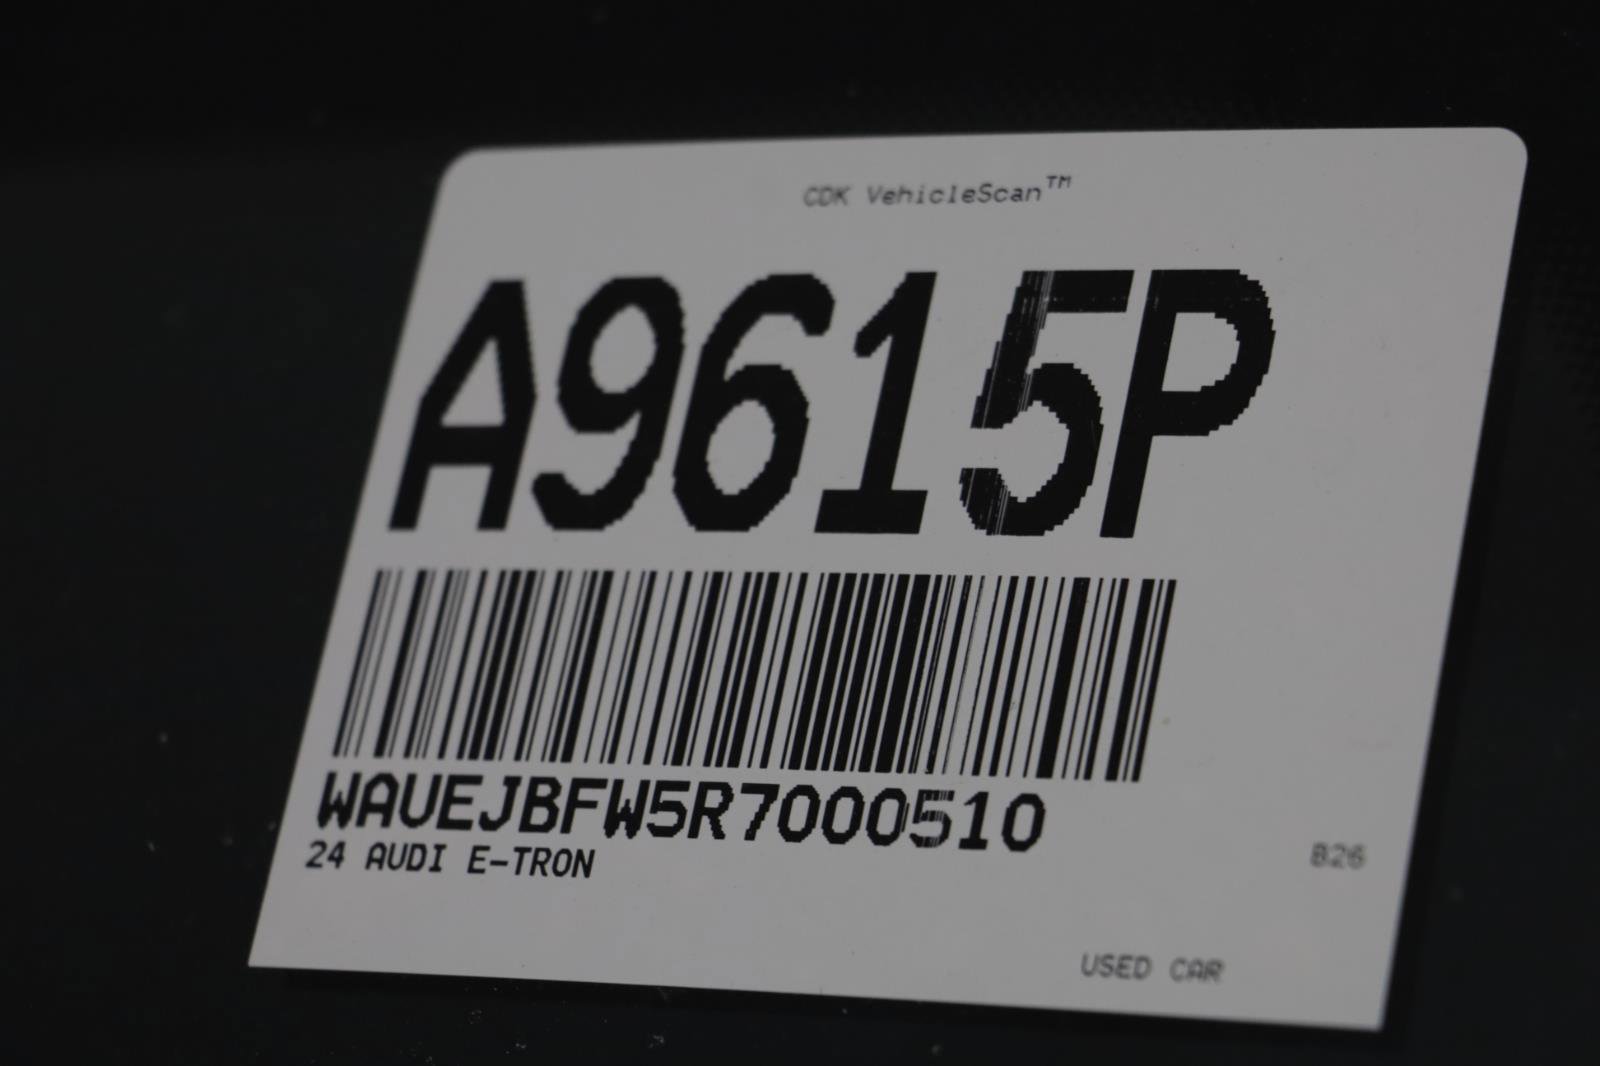 CDK VehicleScan™
A9615P
WAUEJBFW5R7000510
24 AUDI E-TRON
B26
USED CAR